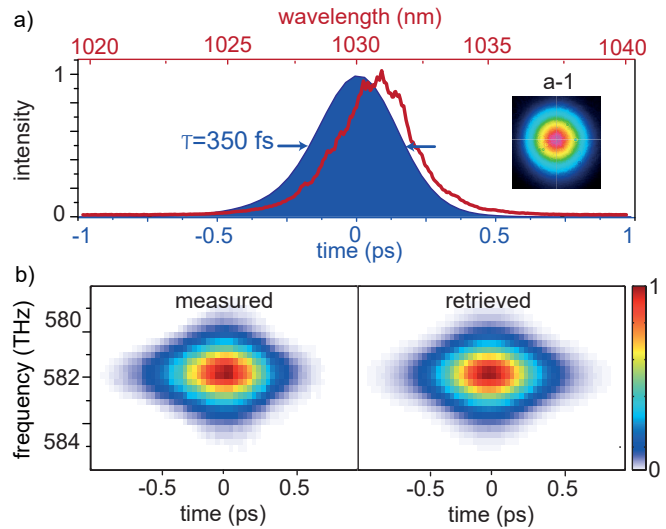 a)
wavelength (nm)
1020 1025 1030 1035 1040
1
intensity
0
τ=350 fs
a-1
-1 -0.5 0 0.5 1
time (ps)
b)
measured retrieved
frequency (THz)
580
582
584
1
0
-0.5 0 0.5 -0.5 0 0.5
time (ps) time (ps)